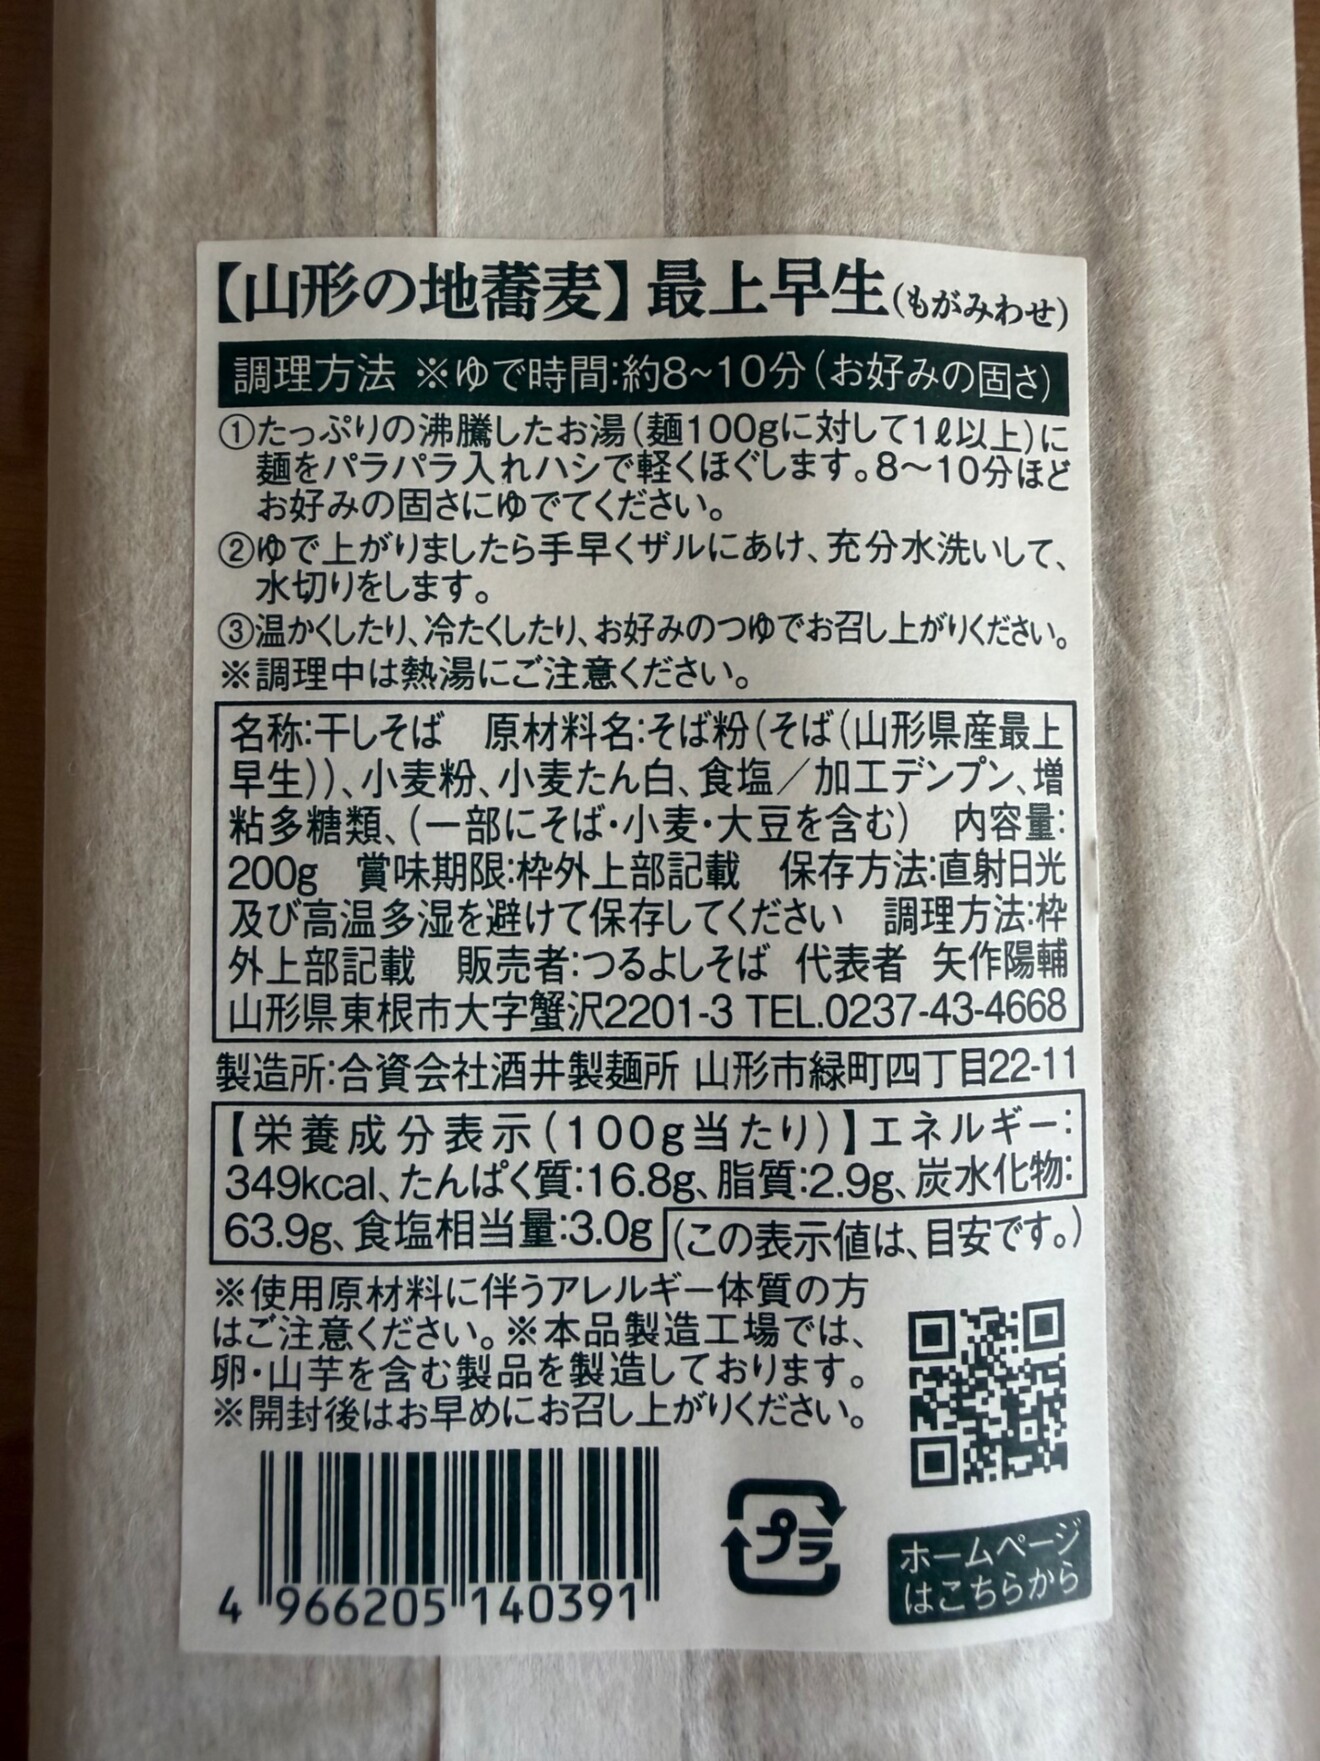 【山形の地蕎麦】最上早生(もがみわせ)
調理方法 ※ゆで時間:約8~10分(お好みの固さ)
①たっぷりの沸騰したお湯(麺100gに対して1ℓ以上)に
麺をパラパラ入れハシで軽くほぐします。8〜10分ほど
お好みの固さにゆでてください。
②ゆで上がりましたら手早くザルにあけ、充分水洗いして、
水切りをします。
③温かくしたり、冷たくしたり、お好みのつゆでお召し上がりください。
※調理中は熱湯にご注意ください。
名称:干しそば 原材料名:そば粉(そば(山形県産最上
早生))、小麦粉、小麦たん白、食塩/加工デンプン、増
粘多糖類、(一部にそば・小麦・大豆を含む) 内容量:
200g 賞味期限:枠外上部記載 保存方法:直射日光
及び高温多湿を避けて保存してください 調理方法:枠
外上部記載 販売者:つるよしそば 代表者 矢作陽輔
山形県東根市大字蟹沢2201-3 TEL.0237-43-4668
製造所:合資会社酒井製麺所 山形市緑町四丁目22-11
【栄養成分表示(100g当たり)】エネルギー:
349kcal、たんぱく質:16.8g、脂質:2.9g、炭水化物:
63.9g、食塩相当量:3.0g (この表示値は、目安です。)
※使用原材料に伴うアレルギー体質の方
はご注意ください。※本品製造工場では、
卵・山芋を含む製品を製造しております。
※開封後はお早めにお召し上がりください。
4 966205 140391
プラ
ホームページ
はこちらから